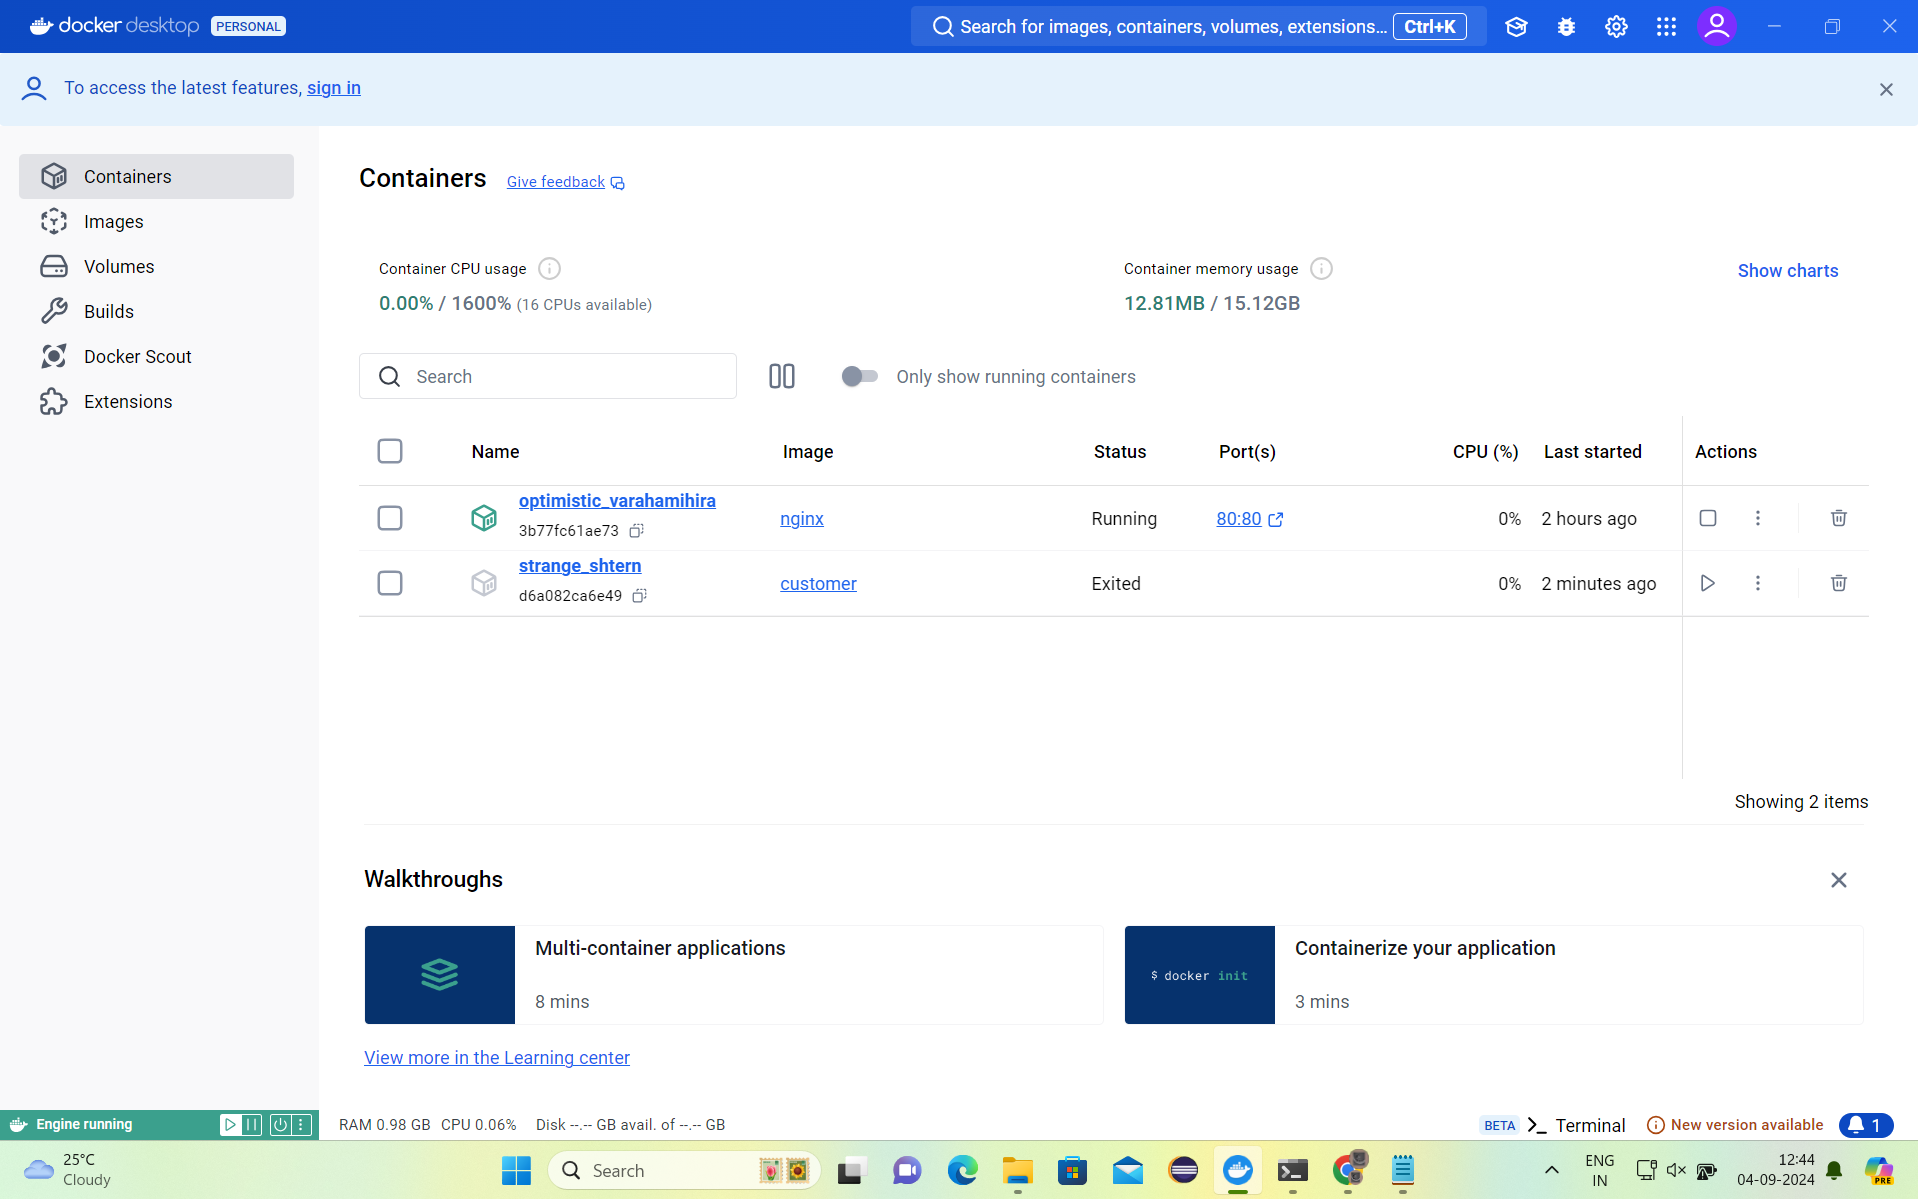 docker desktop PERSONAL
Search for images, containers, volumes, extensions... Ctrl+K
To access the latest features, sign in
Containers
Images
Volumes
Builds
Docker Scout
Extensions
Containers Give feedback
Container CPU usage
0.00% / 1600% (16 CPUs available)
Container memory usage
12.81MB / 15.12GB
Show charts
Search
Only show running containers
Name Image Status Port(s) CPU (%) Last started Actions
optimistic_varahamihira
3b77fc61ae73
nginx Running 80:80 0% 2 hours ago
strange_shtern
d6a082ca6e49
customer Exited 0% 2 minutes ago
Showing 2 items
Walkthroughs
Multi-container applications
8 mins
$ docker init
Containerize your application
3 mins
View more in the Learning center
Engine running
RAM 0.98 GB CPU 0.06% Disk --.-- GB avail. of --.-- GB
BETA Terminal New version available 1
25°C
Cloudy
Search
ENG
IN
12:44
04-09-2024
PRE